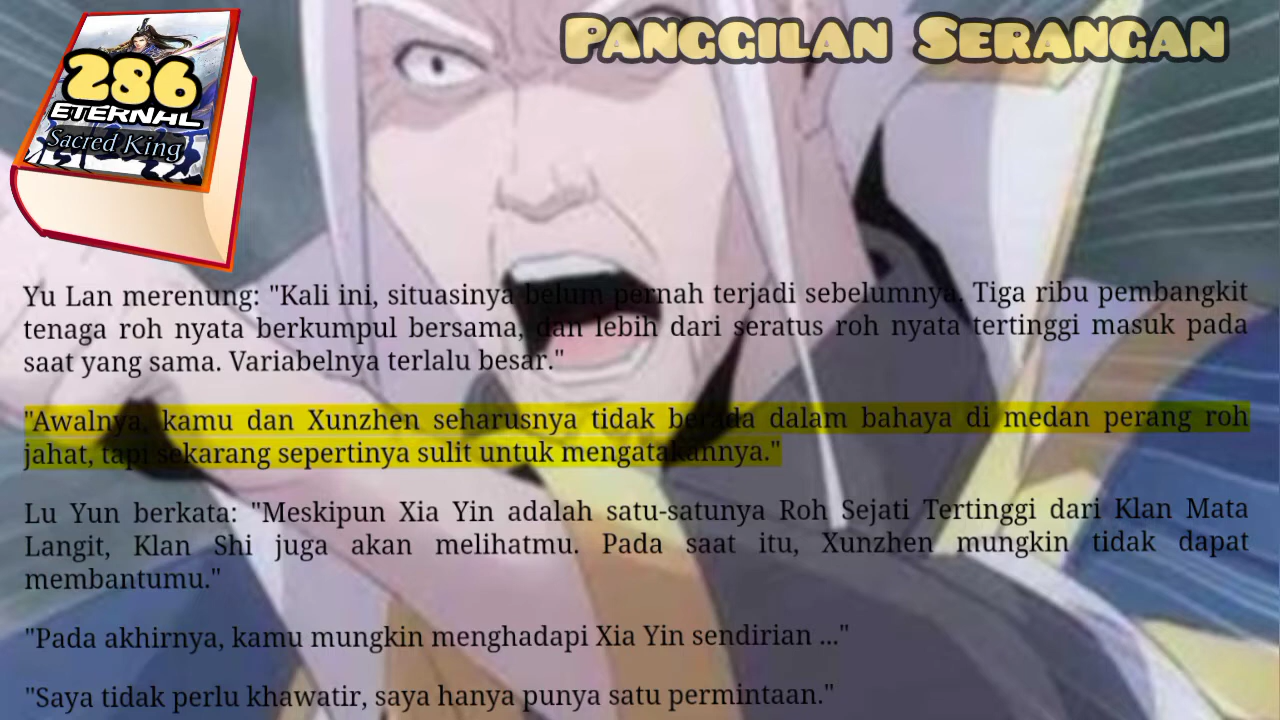 PANGGILAN SERANGAN
286
ETERNAL
Sacred King
Yu Lan merenung: "Kali ini, situasinya belum pernah terjadi sebelumnya. Tiga ribu pembangkit
tenaga roh nyata berkumpul bersama, dan lebih dari seratus roh nyata tertinggi masuk pada
saat yang sama. Variabelnya terlalu besar."
"Awalnya, kamu dan Xunzhen seharusnya tidak berada dalam bahaya di medan perang roh
jahat, tapi sekarang sepertinya sulit untuk mengatakannya."
Lu Yun berkata: "Meskipun Xia Yin adalah satu-satunya Roh Sejati Tertinggi dari Klan Mata
Langit, Klan Shi juga akan melihatmu. Pada saat itu, Xunzhen mungkin tidak dapat
membantumu."
"Pada akhirnya, kamu mungkin menghadapi Xia Yin sendirian ..."
"Saya tidak perlu khawatir, saya hanya punya satu permintaan."